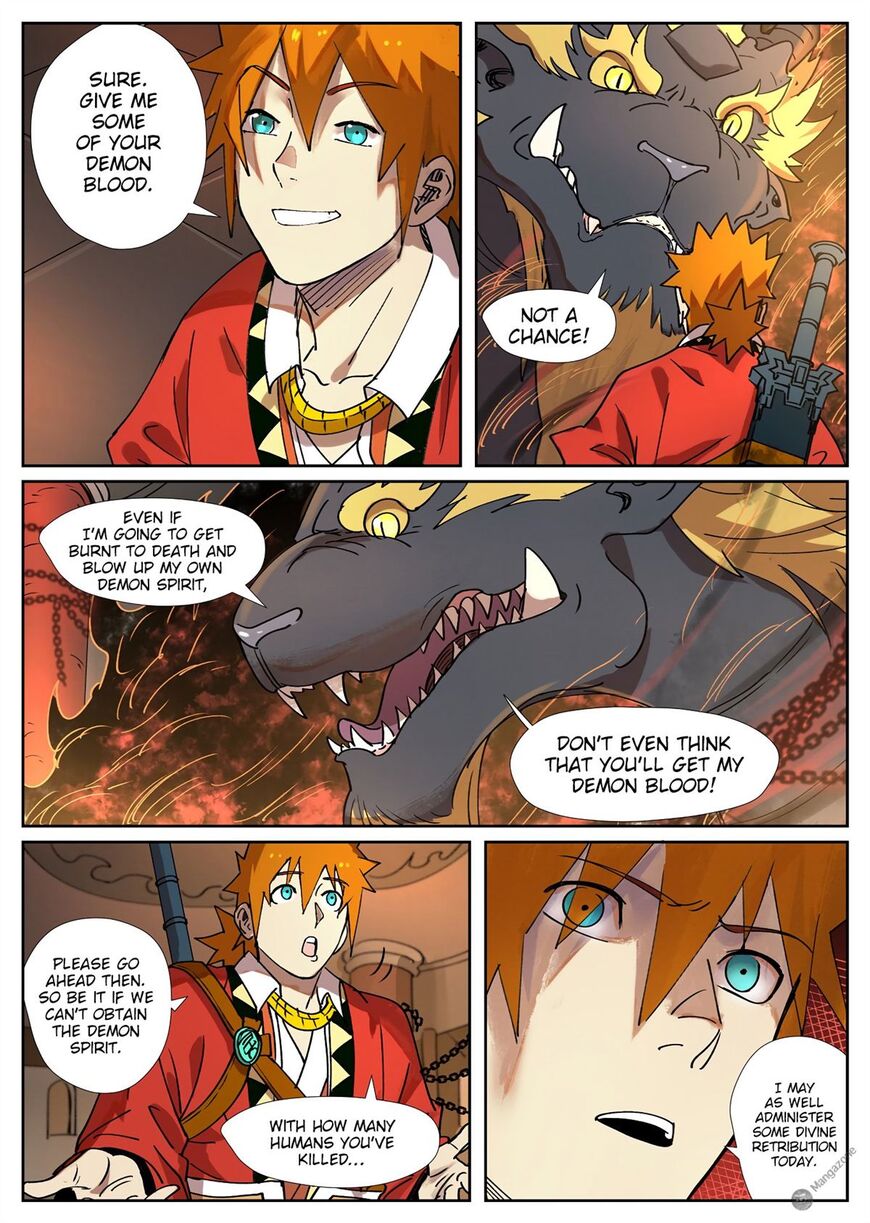 SURE.
GIVE ME
SOME
OF YOUR
DEMON
BLOOD.
NOT A
CHANCE!
EVEN IF
I'M GOING TO GET
BURNT TO DEATH AND
BLOW UP MY OWN
DEMON SPIRIT,
DON'T EVEN THINK
THAT YOU'LL GET MY
DEMON BLOOD!
PLEASE GO
AHEAD THEN.
SO BE IT IF WE
CAN'T OBTAIN
THE DEMON
SPIRIT.
WITH HOW MANY
HUMANS YOU'VE
KILLED...
I MAY
AS WELL
ADMINISTER
SOME DIVINE
RETRIBUTION
TODAY.
Mangazone